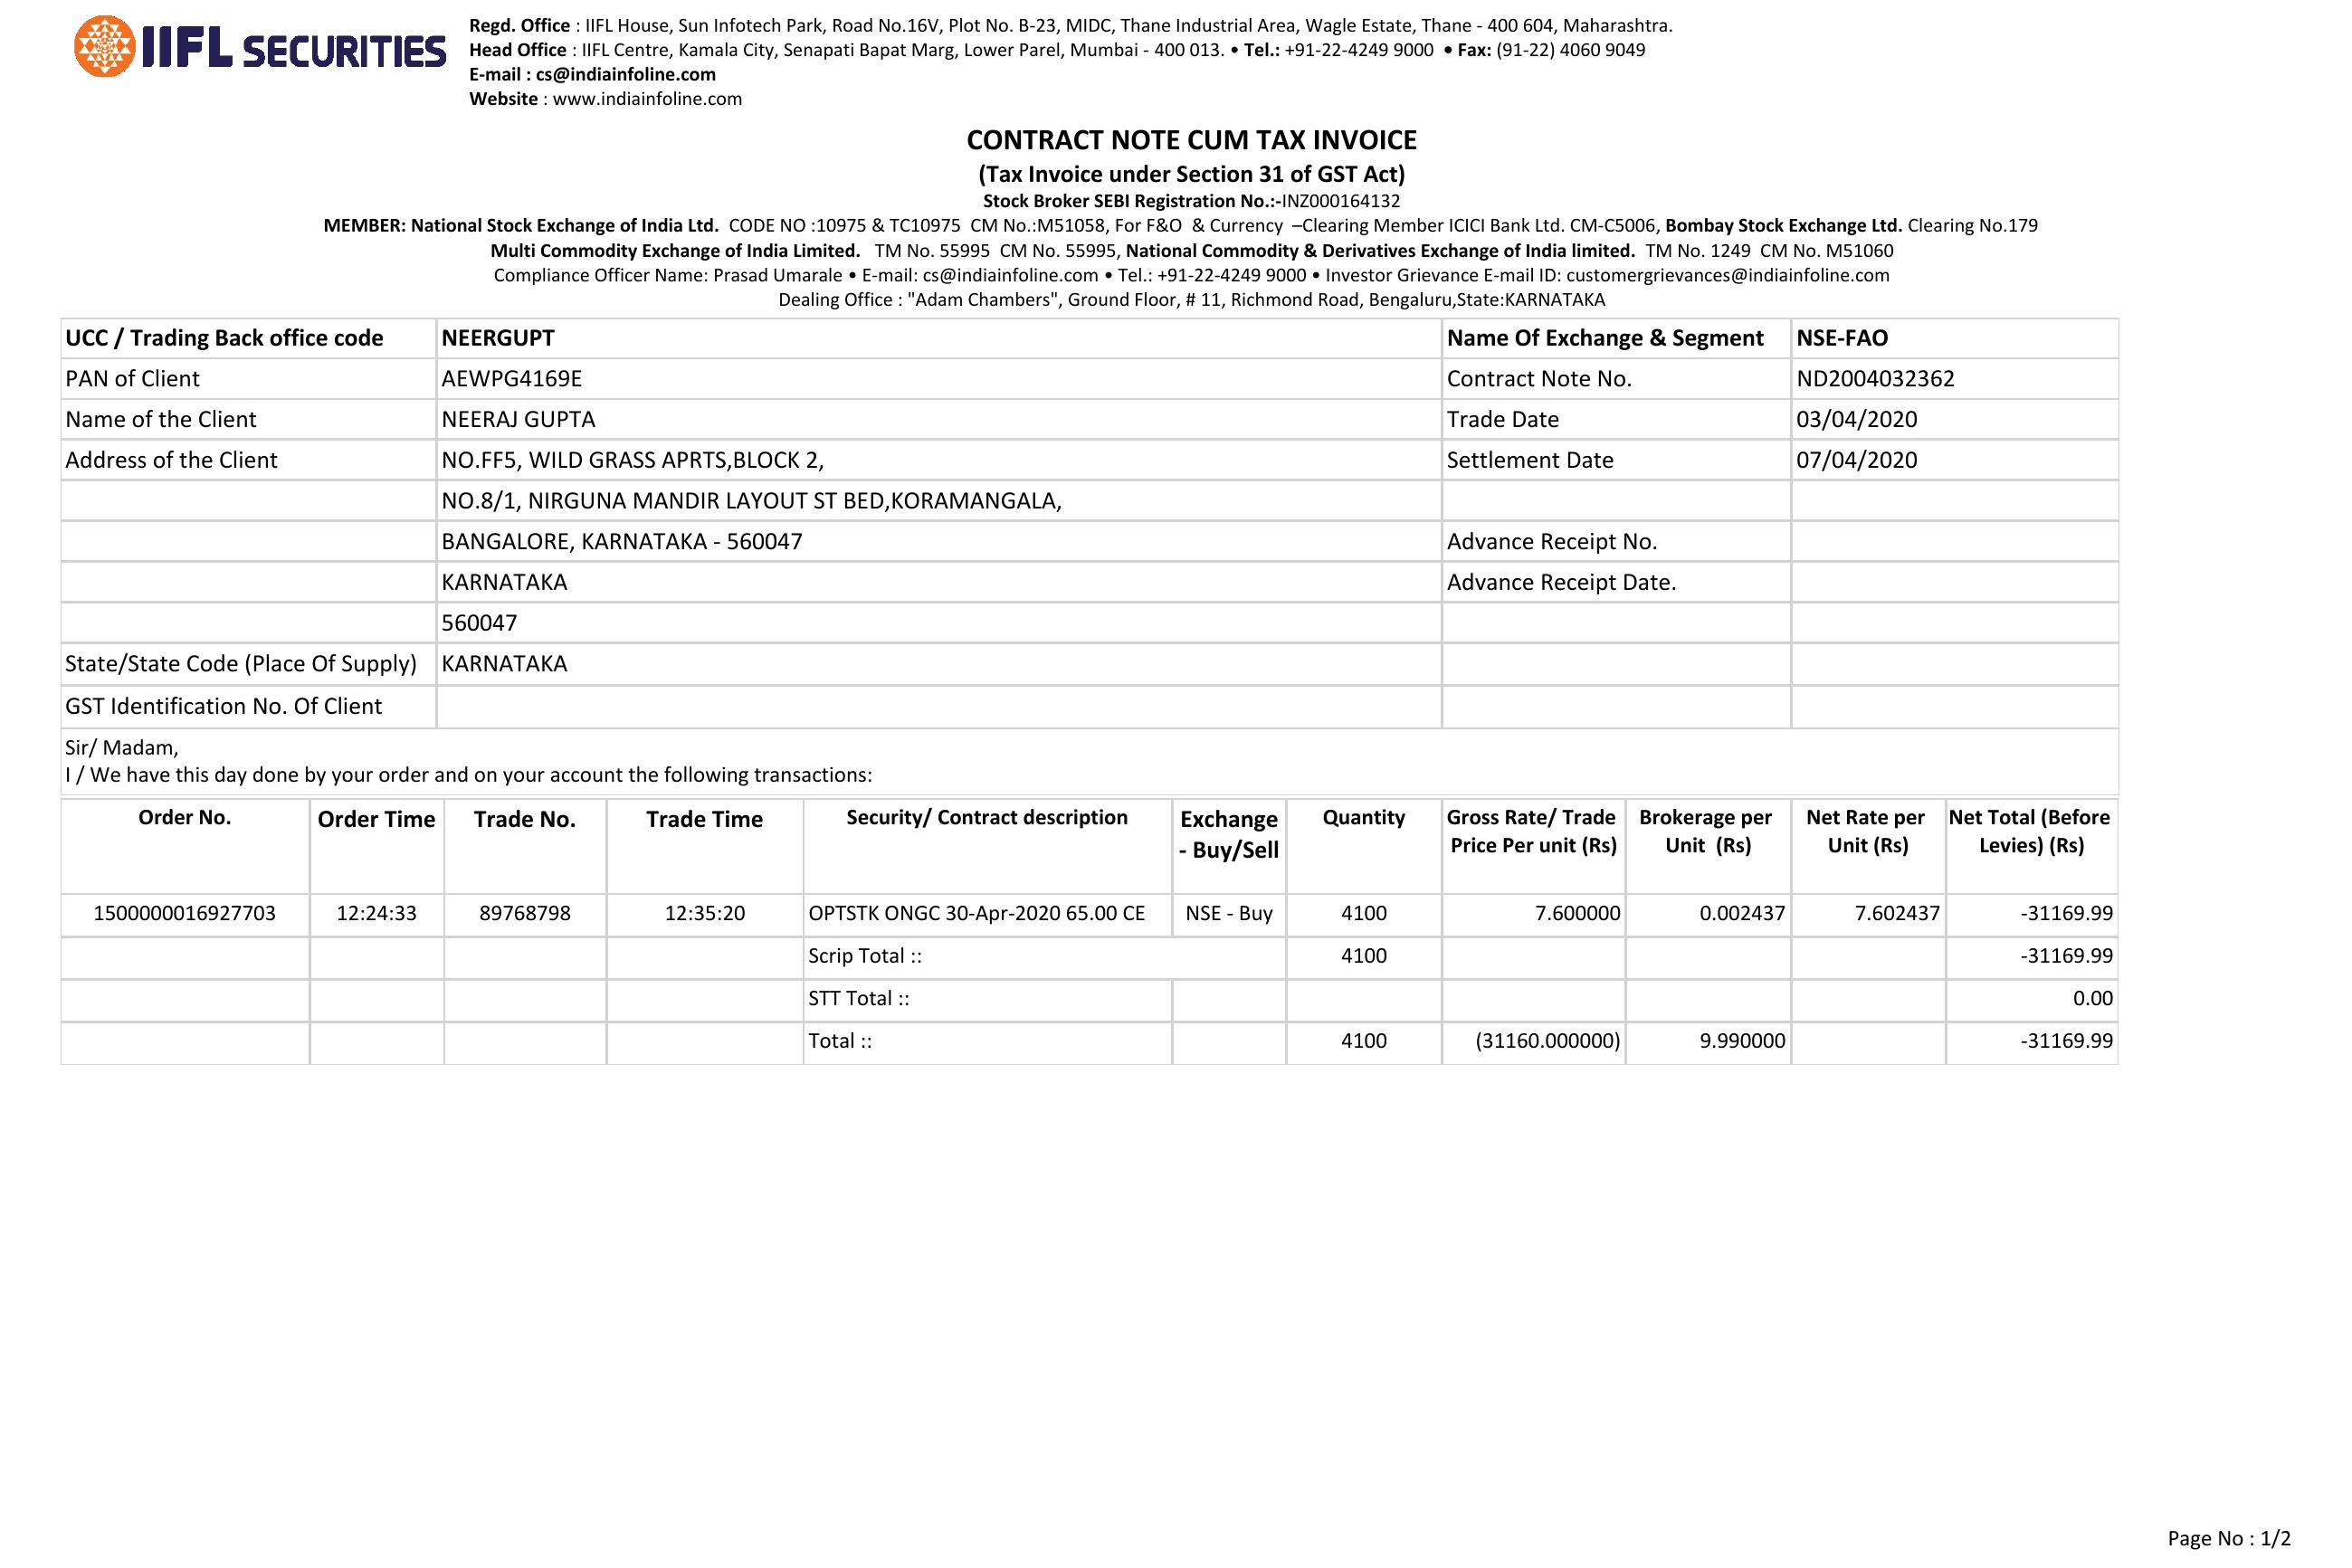 IIFL SECURITIES
Regd. Office : IIFL House, Sun Infotech Park, Road No.16V, Plot No. B-23, MIDC, Thane Industrial Area, Wagle Estate, Thane - 400 604, Maharashtra.
Head Office : IIFL Centre, Kamala City, Senapati Bapat Marg, Lower Parel, Mumbai - 400 013. • Tel.: +91-22-4249 9000 • Fax: (91-22) 4060 9049
E-mail : cs@indiainfoline.com
Website : www.indiainfoline.com
CONTRACT NOTE CUM TAX INVOICE
(Tax Invoice under Section 31 of GST Act)
Stock Broker SEBI Registration No.:-INZ000164132
MEMBER: National Stock Exchange of India Ltd. CODE NO :10975 & TC10975 CM No.:M51058, For F&O & Currency –Clearing Member ICICI Bank Ltd. CM-C5006, Bombay Stock Exchange Ltd. Clearing No.179
Multi Commodity Exchange of India Limited. TM No. 55995 CM No. 55995, National Commodity & Derivatives Exchange of India limited. TM No. 1249 CM No. M51060
Compliance Officer Name: Prasad Umarale • E-mail: cs@indiainfoline.com • Tel.: +91-22-4249 9000 • Investor Grievance E-mail ID: customergrievances@indiainfoline.com
Dealing Office : "Adam Chambers", Ground Floor, # 11, Richmond Road, Bengaluru,State:KARNATAKA
UCC / Trading Back office code NEERGUPT Name Of Exchange & Segment NSE-FAO
PAN of Client AEWPG4169E Contract Note No. ND2004032362
Name of the Client NEERAJ GUPTA Trade Date 03/04/2020
Address of the Client NO.FF5, WILD GRASS APRTS,BLOCK 2, Settlement Date 07/04/2020
NO.8/1, NIRGUNA MANDIR LAYOUT ST BED,KORAMANGALA,
BANGALORE, KARNATAKA - 560047 Advance Receipt No.
KARNATAKA Advance Receipt Date.
560047
State/State Code (Place Of Supply) KARNATAKA
GST Identification No. Of Client
Sir/ Madam,
I / We have this day done by your order and on your account the following transactions:
Order No. Order Time Trade No. Trade Time Security/ Contract description Exchange Quantity Gross Rate/ Trade Brokerage per Net Rate per Net Total (Before
- Buy/Sell Price Per unit (Rs) Unit (Rs) Unit (Rs) Levies) (Rs)
1500000016927703 12:24:33 89768798 12:35:20 OPTSTK ONGC 30-Apr-2020 65.00 CE NSE - Buy 4100 7.600000 0.002437 7.602437 -31169.99
Scrip Total :: 4100 -31169.99
STT Total :: 0.00
Total :: 4100 (31160.000000) 9.990000 -31169.99
Page No : 1/2